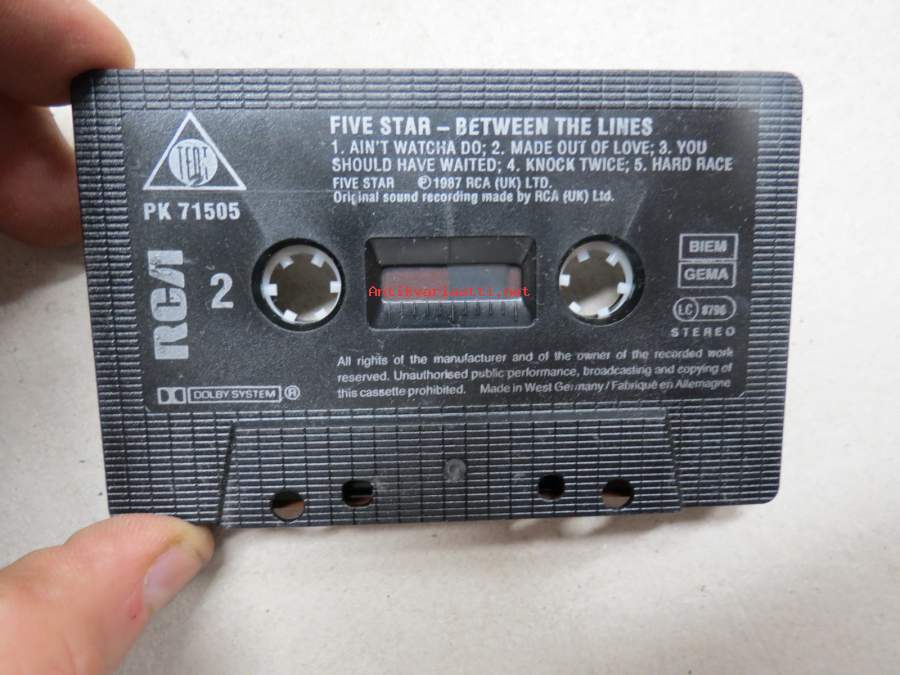 FIVE STAR – BETWEEN THE LINES
1. AIN'T WATCHA DO; 2. MADE OUT OF LOVE; 3. YOU
SHOULD HAVE WAITED; 4. KNOCK TWICE; 5. HARD RACE
FIVE STAR ℗1987 RCA (UK) LTD.
Original sound recording made by RCA (UK) Ltd.
TENT
PK 71505
RCA
2
BIEM
GEMA
LC 8796
STEREO
Antikvariaatti.net
All rights of the manufacturer and of the owner of the recorded work
reserved. Unauthorised public performance, broadcasting and copying of
this cassette prohibited. Made in West Germany / Fabriqué en Allemagne
DOLBY SYSTEM ®